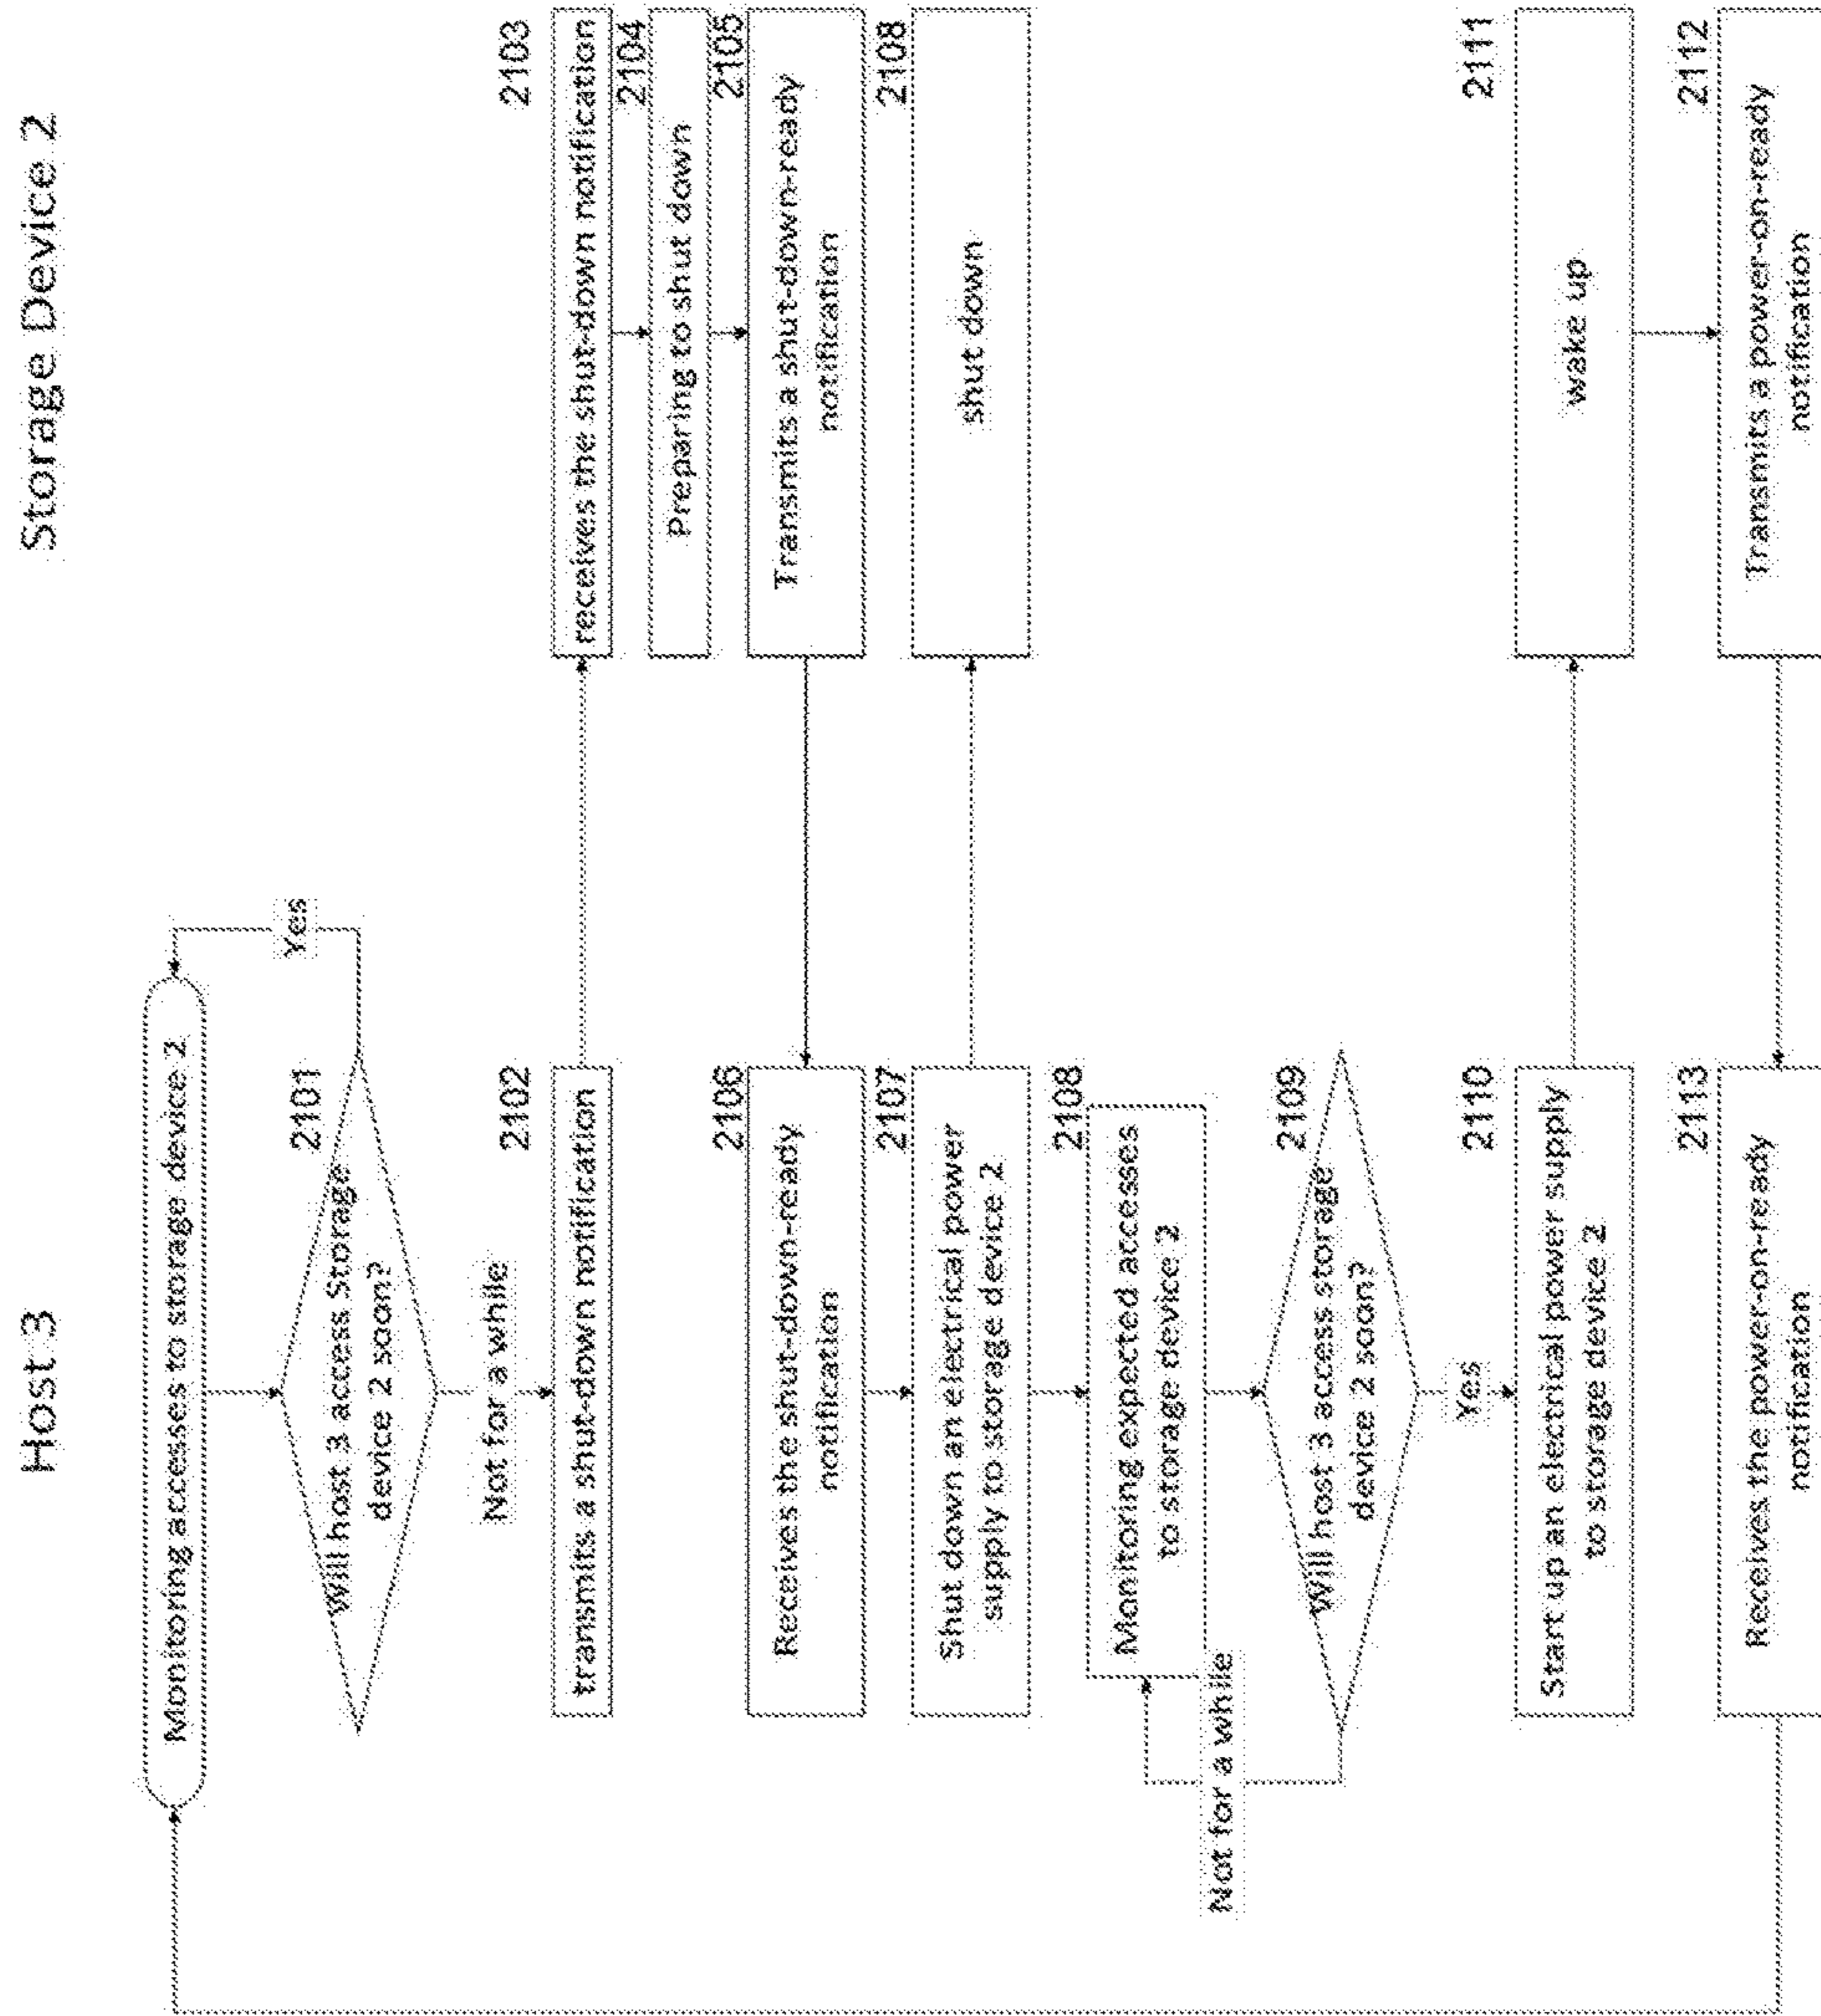 Host 3
Storage Device 2
Monitoring accesses to storage device 2
Yes
2101
Will host 3 access Storage
device 2 soon?
Not for a while
2102
transmits a shut-down notification
2103
receives the shut-down notification
2104
Preparing to shut down
2105
Transmits a shut-down-ready
notification
2106
Receives the shut-down-ready
notification
2107
Shut down an electrical power
supply to storage device 2
2108
shut down
2108
Monitoring expected accesses
to storage device 2
Not for a while
2109
Will host 3 access storage
device 2 soon?
Yes
2110
Start up an electrical power supply
to storage device 2
2111
wake up
2112
Transmits a power-on-ready
notification
2113
Receives the power-on-ready
notification